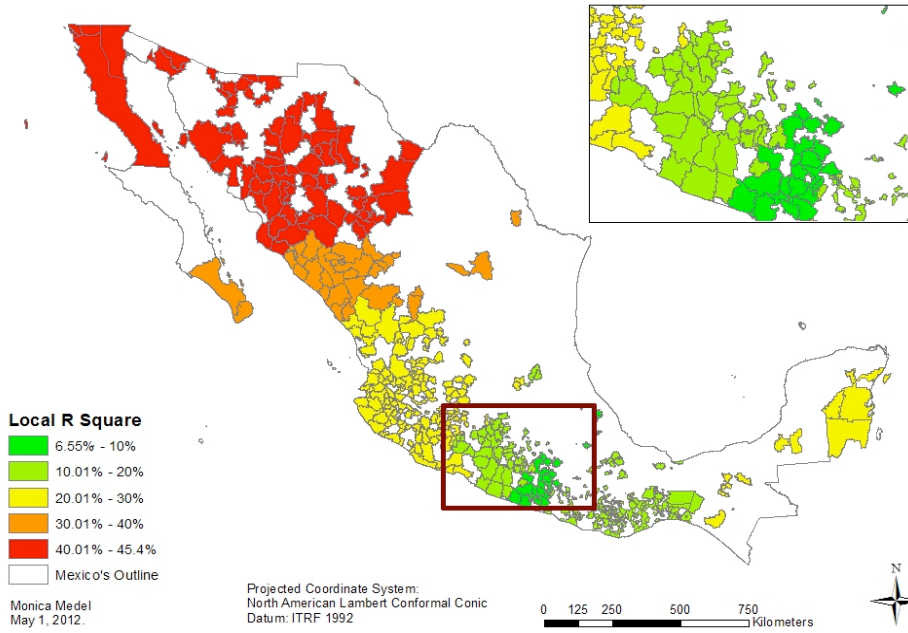 Local R Square
6.55% - 10%
10.01% - 20%
20.01% - 30%
30.01% - 40%
40.01% - 45.4%
Mexico's Outline
Monica Medel
May 1, 2012.
Projected Coordinate System:
North American Lambert Conformal Conic
Datum: ITRF 1992
0 125 250 500 750
Kilometers
N